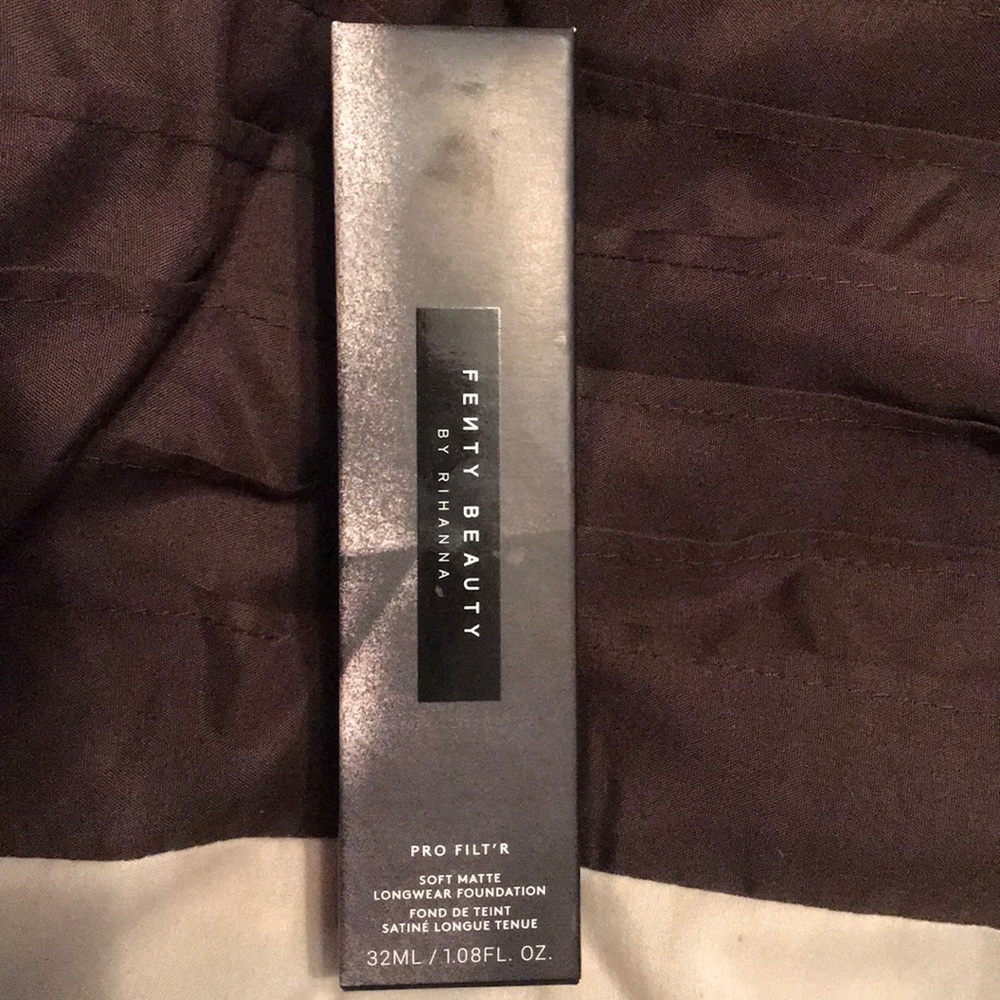 FEИTY BEAUTY
BY RIHANNA
PRO FILT'R
SOFT MATTE
LONGWEAR FOUNDATION
FOND DE TEINT
SATINÉ LONGUE TENUE
32ML / 1.08FL. OZ.